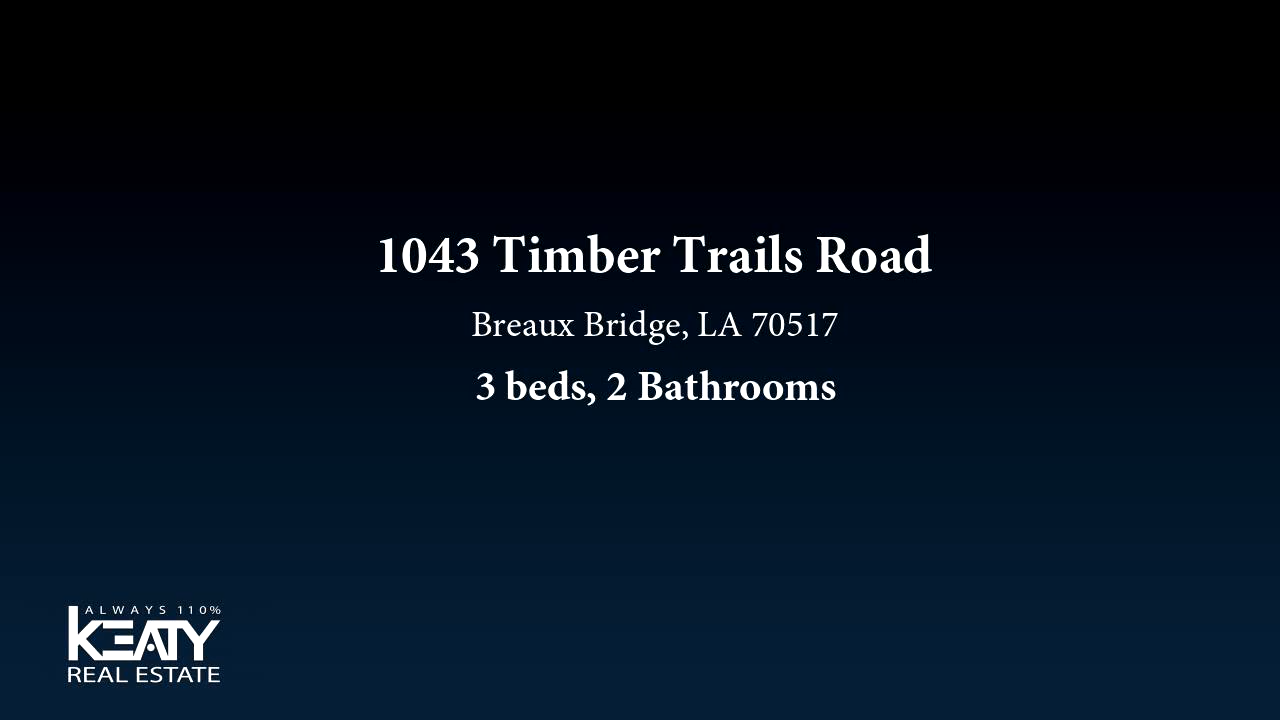 1043 Timber Trails Road
Breaux Bridge, LA 70517
3 beds, 2 Bathrooms
ALWAYS 110%
KEATY
REAL ESTATE